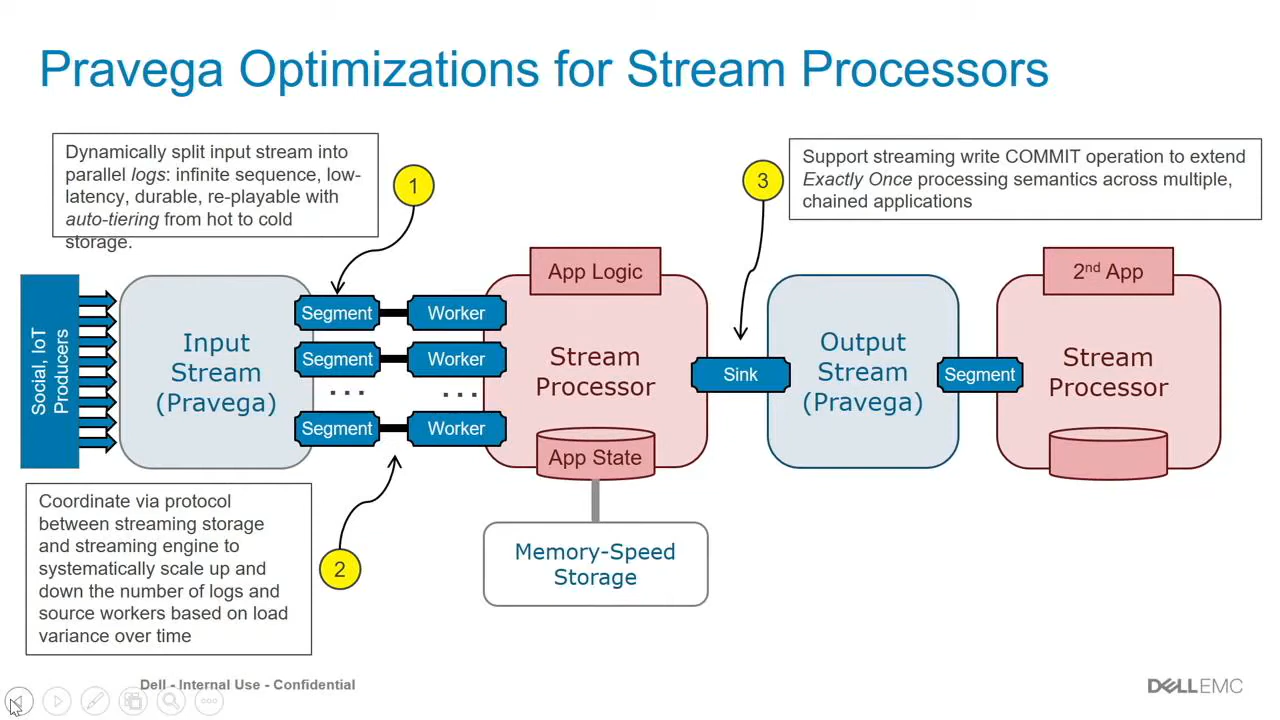 Pravega Optimizations for Stream Processors
Dynamically split input stream into
parallel logs: infinite sequence, low-
latency, durable, re-playable with
auto-tiering from hot to cold
storage.
1
3
Support streaming write COMMIT operation to extend
Exactly Once processing semantics across multiple,
chained applications
Social, IoT
Producers
Input
Stream
(Pravega)
Segment
Worker
Segment
Worker
...
...
Segment
Worker
App Logic
Stream
Processor
App State
Sink
Output
Stream
(Pravega)
Segment
2nd App
Stream
Processor
Coordinate via protocol
between streaming storage
and streaming engine to
systematically scale up and
down the number of logs and
source workers based on load
variance over time
2
Memory-Speed
Storage
Dell - Internal Use - Confidential
DELLEMC